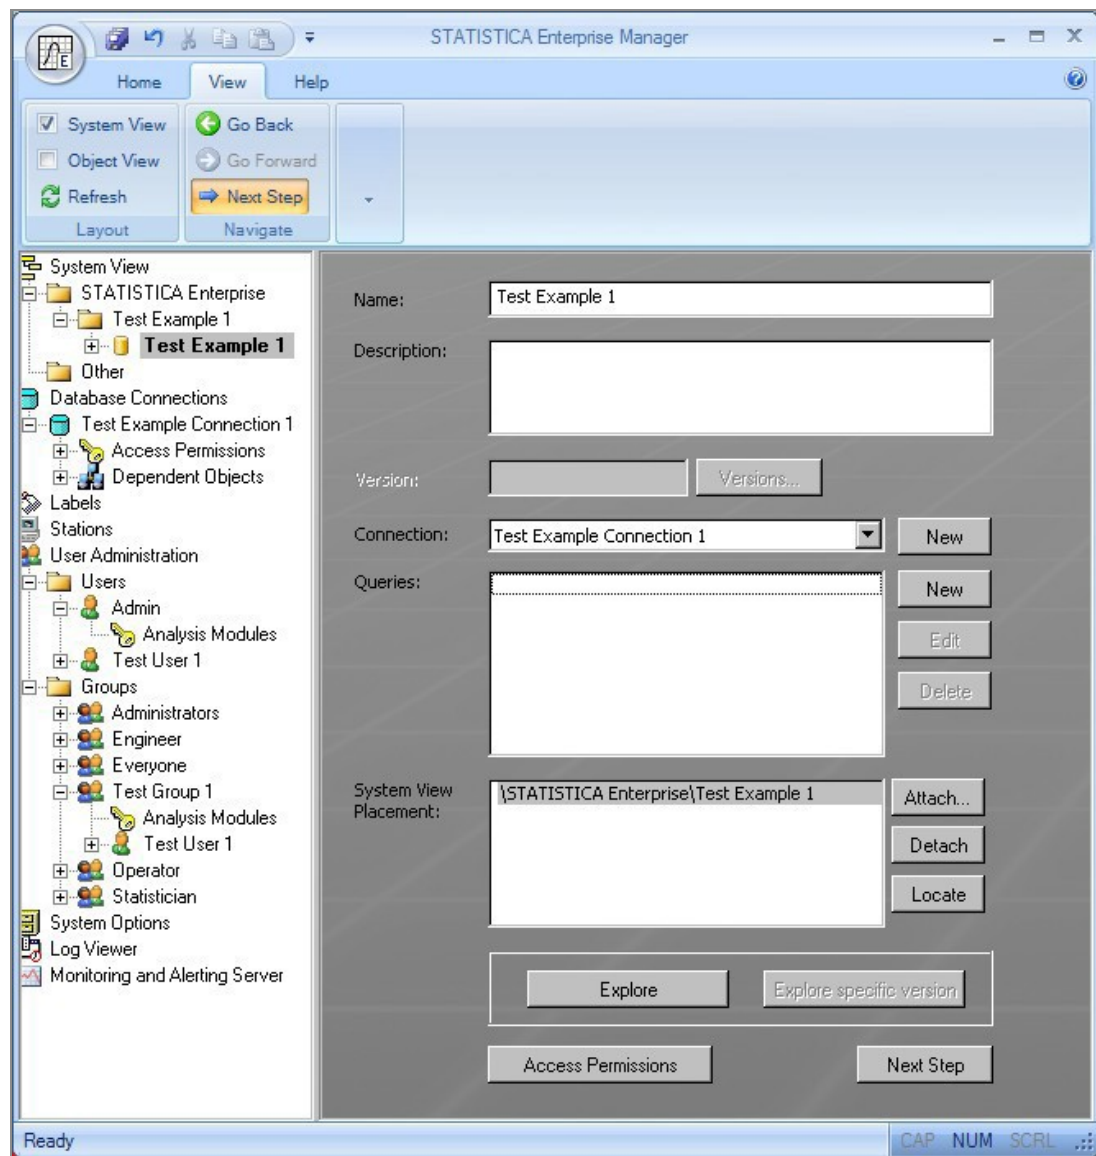 STATISTICA Enterprise Manager
E
Home View Help
System View
Object View
Refresh
Layout
Go Back
Go Forward
Next Step
Navigate
System View
STATISTICA Enterprise
Test Example 1
Test Example 1
Other
Database Connections
Test Example Connection 1
Access Permissions
Dependent Objects
Labels
Stations
User Administration
Users
Admin
Analysis Modules
Test User 1
Groups
Administrators
Engineer
Everyone
Test Group 1
Analysis Modules
Test User 1
Operator
Statistician
System Options
Log Viewer
Monitoring and Alerting Server
Name: Test Example 1
Description:
Version: Versions...
Connection: Test Example Connection 1 New
Queries: New
Edit
Delete
System View
Placement:
\STATISTICA Enterprise\Test Example 1 Attach...
Detach
Locate
Explore Explore specific version
Access Permissions Next Step
Ready CAP NUM SCRL